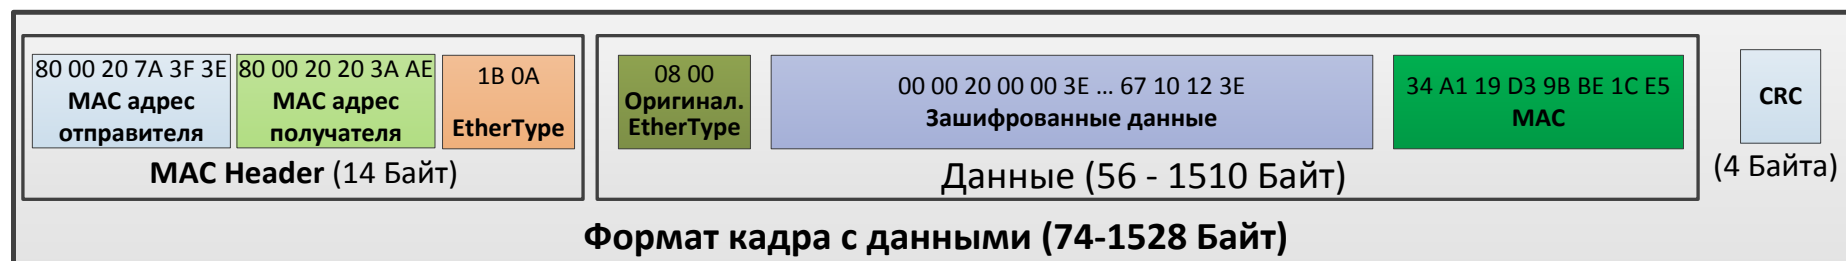 80 00 20 7A 3F 3E
МАС адрес
отправителя
80 00 20 20 3A AE
МАС адрес
получателя
1B 0A
EtherType
MAC Header (14 Байт)
08 00
Оригинал.
EtherType
00 00 20 00 00 3E ... 67 10 12 3E
Зашифрованные данные
34 A1 19 D3 9B BE 1C E5
MAC
Данные (56 - 1510 Байт)
CRC
(4 Байта)
Формат кадра с данными (74-1528 Байт)